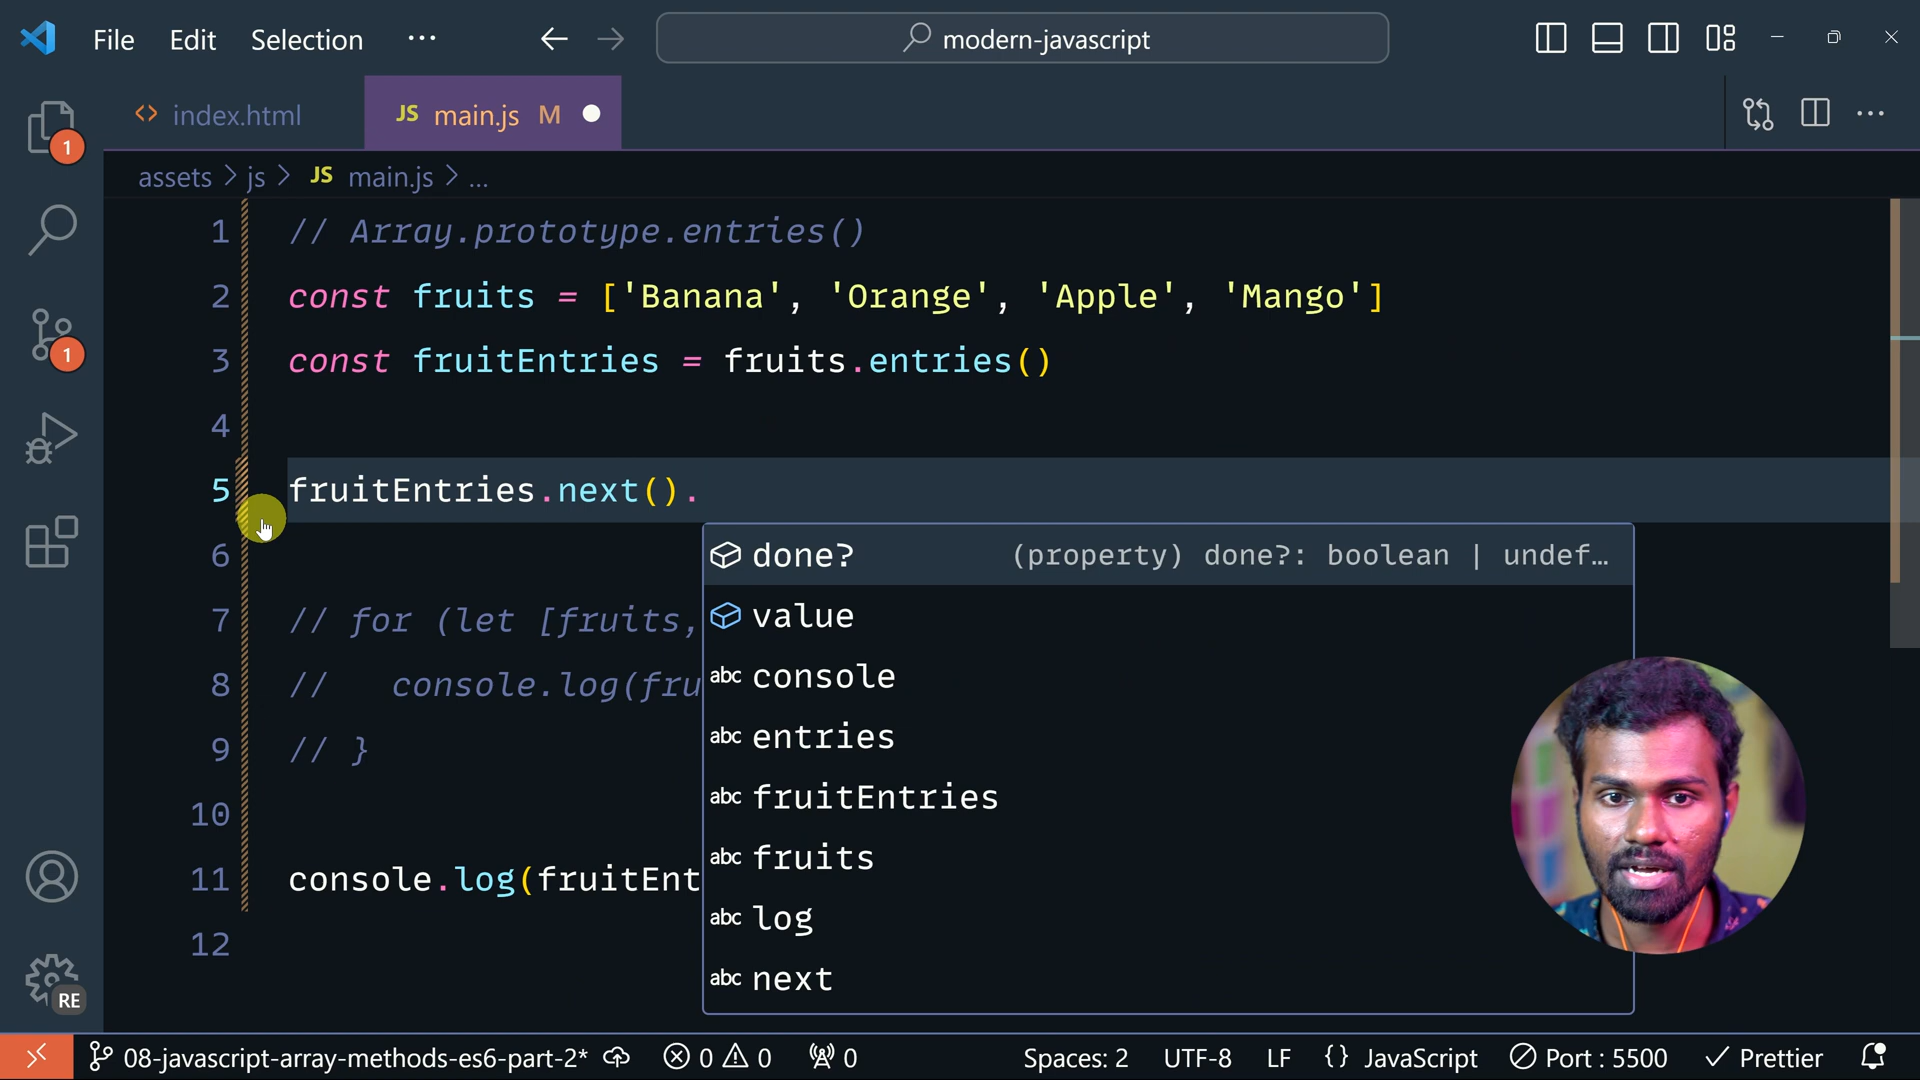 File Edit Selection ··· modern-javascript
index.html JS main.js M
assets > js > JS main.js > ...
1 // Array.prototype.entries()
2 const fruits = ['Banana', 'Orange', 'Apple', 'Mango']
3 const fruitEntries = fruits.entries()
4
5 fruitEntries.next().
6 done? (property) done?: boolean | undef…
value
7 // for (let [fruits,
abc console
8 // console.log(fru
abc entries
9 // }
abc fruitEntries
10
abc fruits
11 console.log(fruitEnt
abc log
12
abc next
1
1
RE
08-javascript-array-methods-es6-part-2* 0 0 0 Spaces: 2 UTF-8 LF {} JavaScript Port : 5500 Prettier